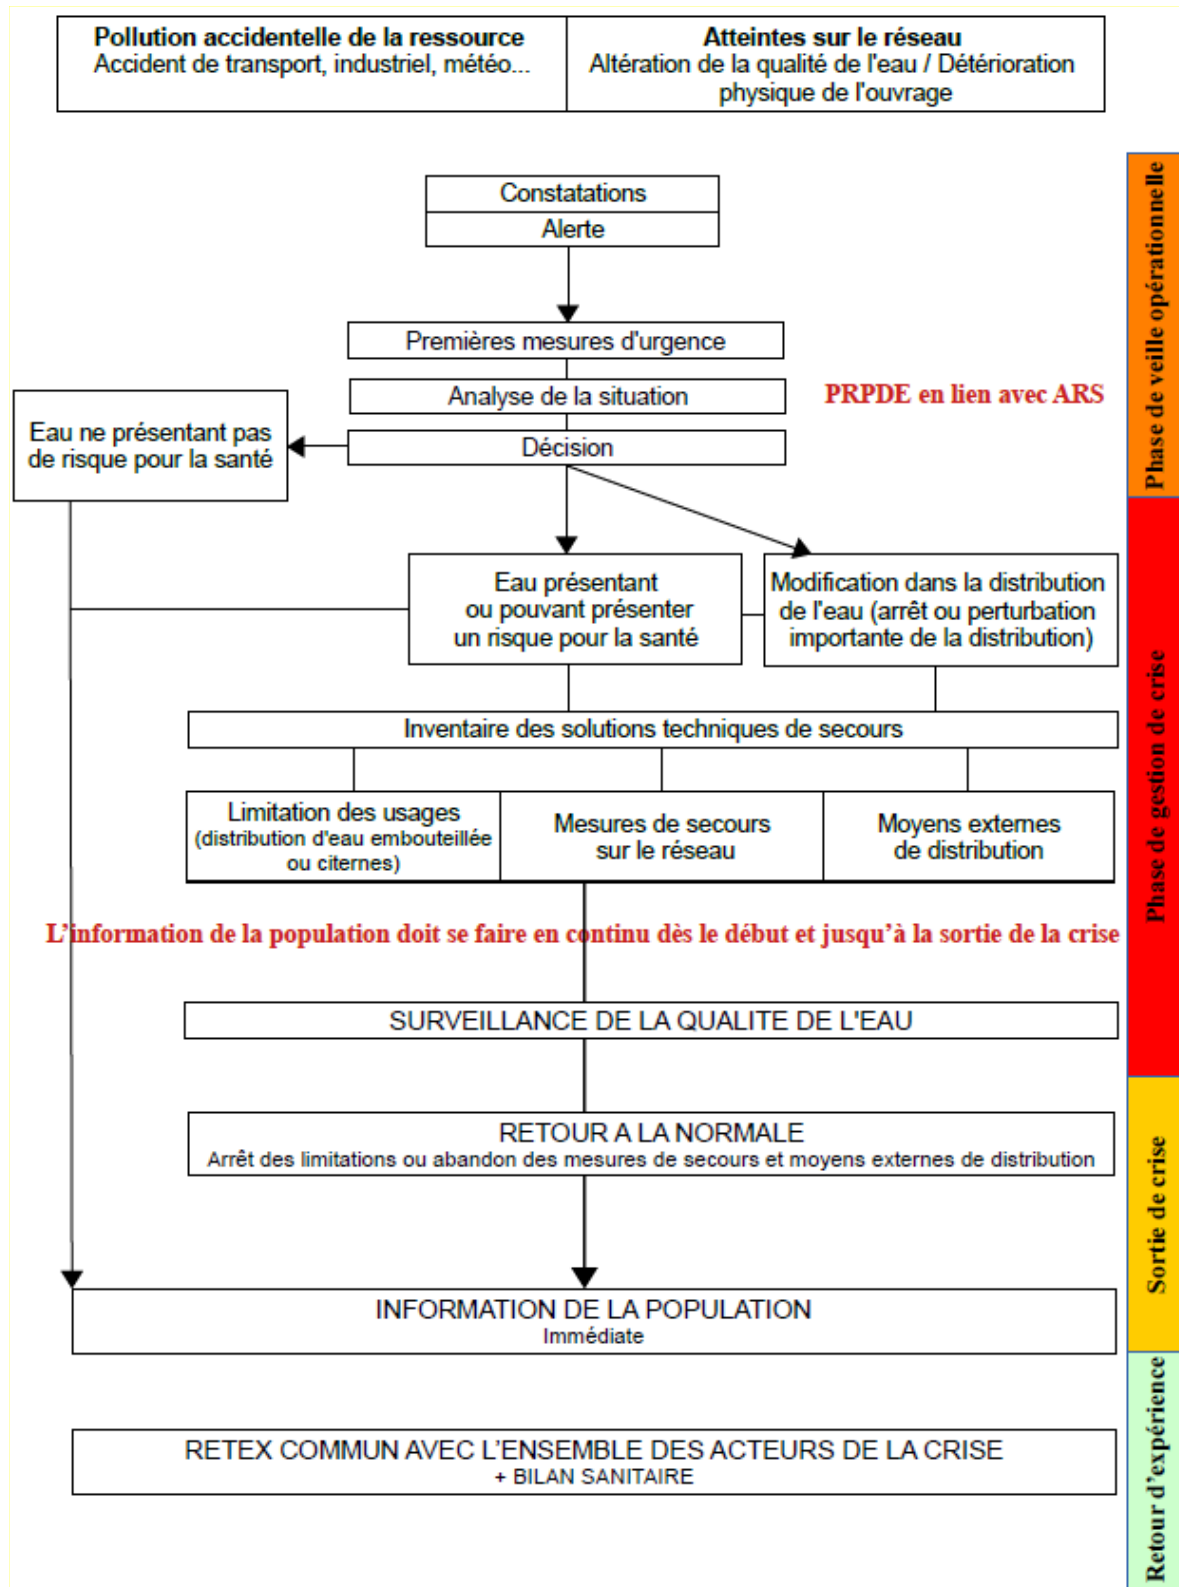 Pollution accidentelle de la ressource
Accident de transport, industriel, météo...
Atteintes sur le réseau
Altération de la qualité de l'eau / Détérioration
physique de l'ouvrage
Phase de veille opérationnelle
Constatations
Alerte
Premières mesures d'urgence
Analyse de la situation
PRPDE en lien avec ARS
Décision
Eau ne présentant pas
de risque pour la santé
Phase de gestion de crise
Eau présentant
ou pouvant présenter
un risque pour la santé
Modification dans la distribution
de l'eau (arrêt ou perturbation
importante de la distribution)
Inventaire des solutions techniques de secours
Limitation des usages
(distribution d'eau embouteillée
ou citernes)
Mesures de secours
sur le réseau
Moyens externes
de distribution
L’information de la population doit se faire en continu dès le début et jusqu’à la sortie de la crise
SURVEILLANCE DE LA QUALITE DE L'EAU
Sortie de crise
RETOUR A LA NORMALE
Arrêt des limitations ou abandon des mesures de secours et moyens externes de distribution
INFORMATION DE LA POPULATION
Immédiate
Retour d’expérience
RETEX COMMUN AVEC L’ENSEMBLE DES ACTEURS DE LA CRISE
+ BILAN SANITAIRE